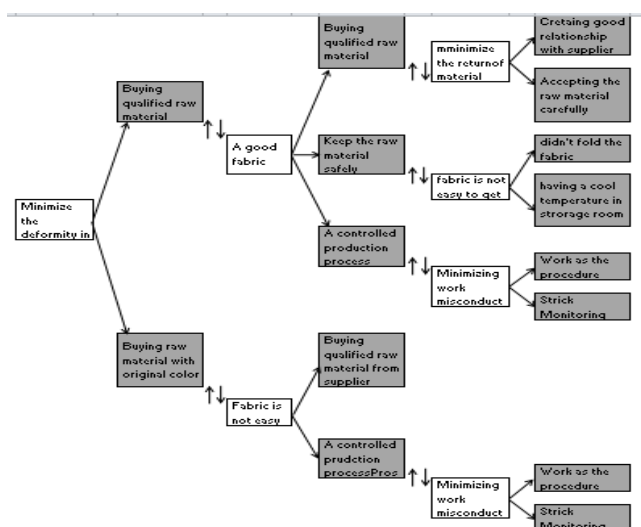 Minimize
the
deformity in
Buying
qualified raw
material
Buying raw
material with
original color
A good
fabric
Fabric is
not easy
Buying
qualified raw
material
Keep the raw
material
safely
A controlled
production
process
Buying
qualified raw
material from
supplier
A controlled
prudction
processPros
mminimize
the returnof
material
fabric is not
easy to get
Minimizing
work
misconduct
Minimizing
work
misconduct
Cretaing good
relationship
with supplier
Accepting the
raw material
carefully
didn't fold the
fabric
having a cool
temperature in
strorage room
Work as the
procedure
Strick
Monitoring
Work as the
procedure
Strick
Monitoring